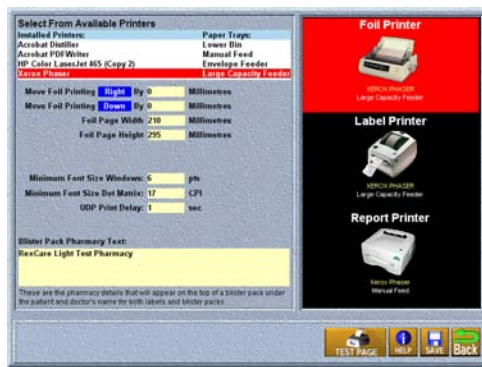 Select From Available Printers
Installed Printers: Paper Trays:
Acrobat Distiller Lower Bin
Acrobat PDFWriter Manual Feed
HP Color LaserJet 465 (Copy 2) Envelope Feeder
Xerox Phaser Large Capacity Feeder
Move Foil Printing Right By 0 Millimetres
Move Foil Printing Down By 0 Millimetres
Foil Page Width 210 Millimetres
Foil Page Height 295 Millimetres
Minimum Font Size Windows: 6 pts
Minimum Font Size Dot Matrix: 17 CPI
UDP Print Delay: 1 sec
Blister Pack Pharmacy Text:
RexCare Light Test Pharmacy
These are the pharmacy details that will appear on the top of a blister pack under
the patient and doctor's name for both labels and blister packs
Foil Printer
XEROX PHASER
Large Capacity Feeder
Label Printer
XEROX PHASER
Large Capacity Feeder
Report Printer
Xerox Phaser
Manual Feed
TEST PAGE HELP SAVE Back